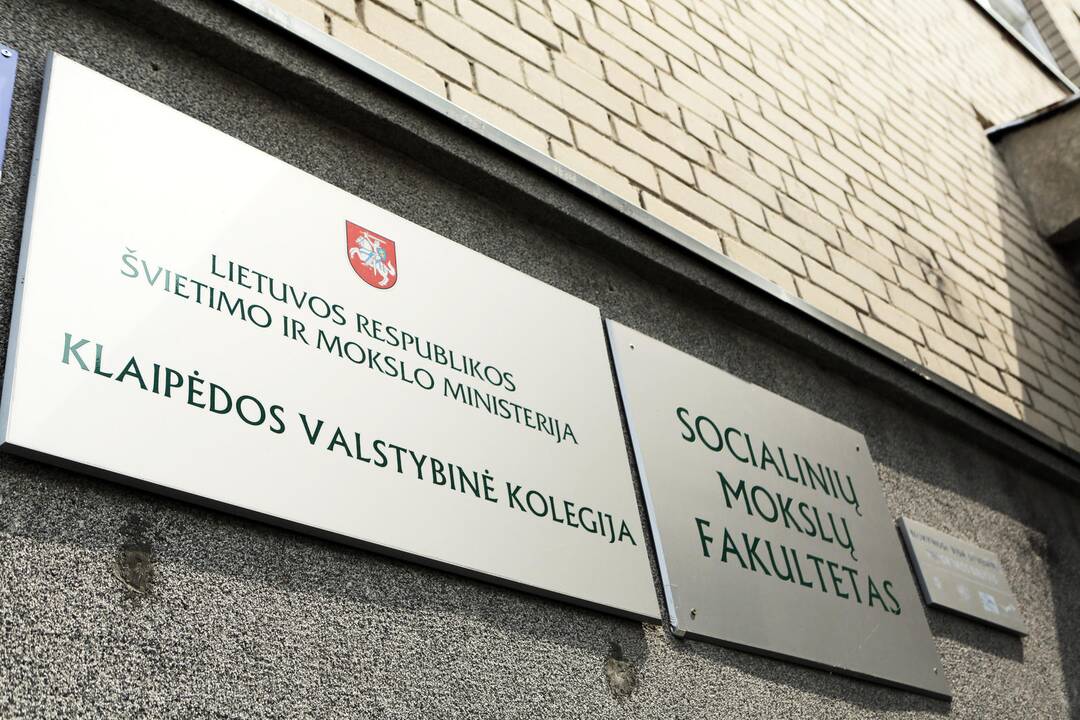 LIETUVOS RESPUBLIKOS
ŠVIETIMO IR MOKSLO MINISTERIJA
KLAIPĖDOS VALSTYBINĖ KOLEGIJA
SOCIALINIŲ
MOKSLŲ
FAKULTETAS